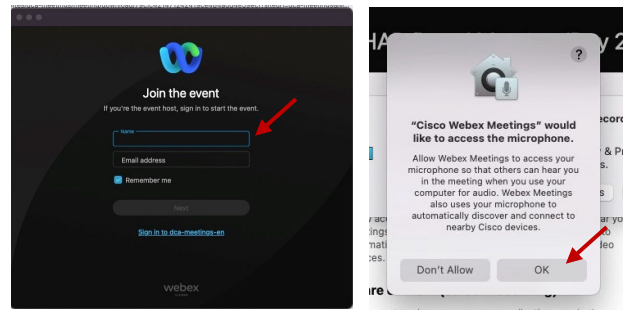 Join the event
If you're the event host, sign in to start the event.
Name
Email address
Remember me
Next
Sign in to dca-meetings-en
webex
?
"Cisco Webex Meetings" would
like to access the microphone.
Allow Webex Meetings to access your
microphone so that others can hear you
in the meeting when you use your
computer for audio. Webex Meetings
also uses your microphone to
automatically discover and connect to
nearby Cisco devices.
Don't Allow
OK